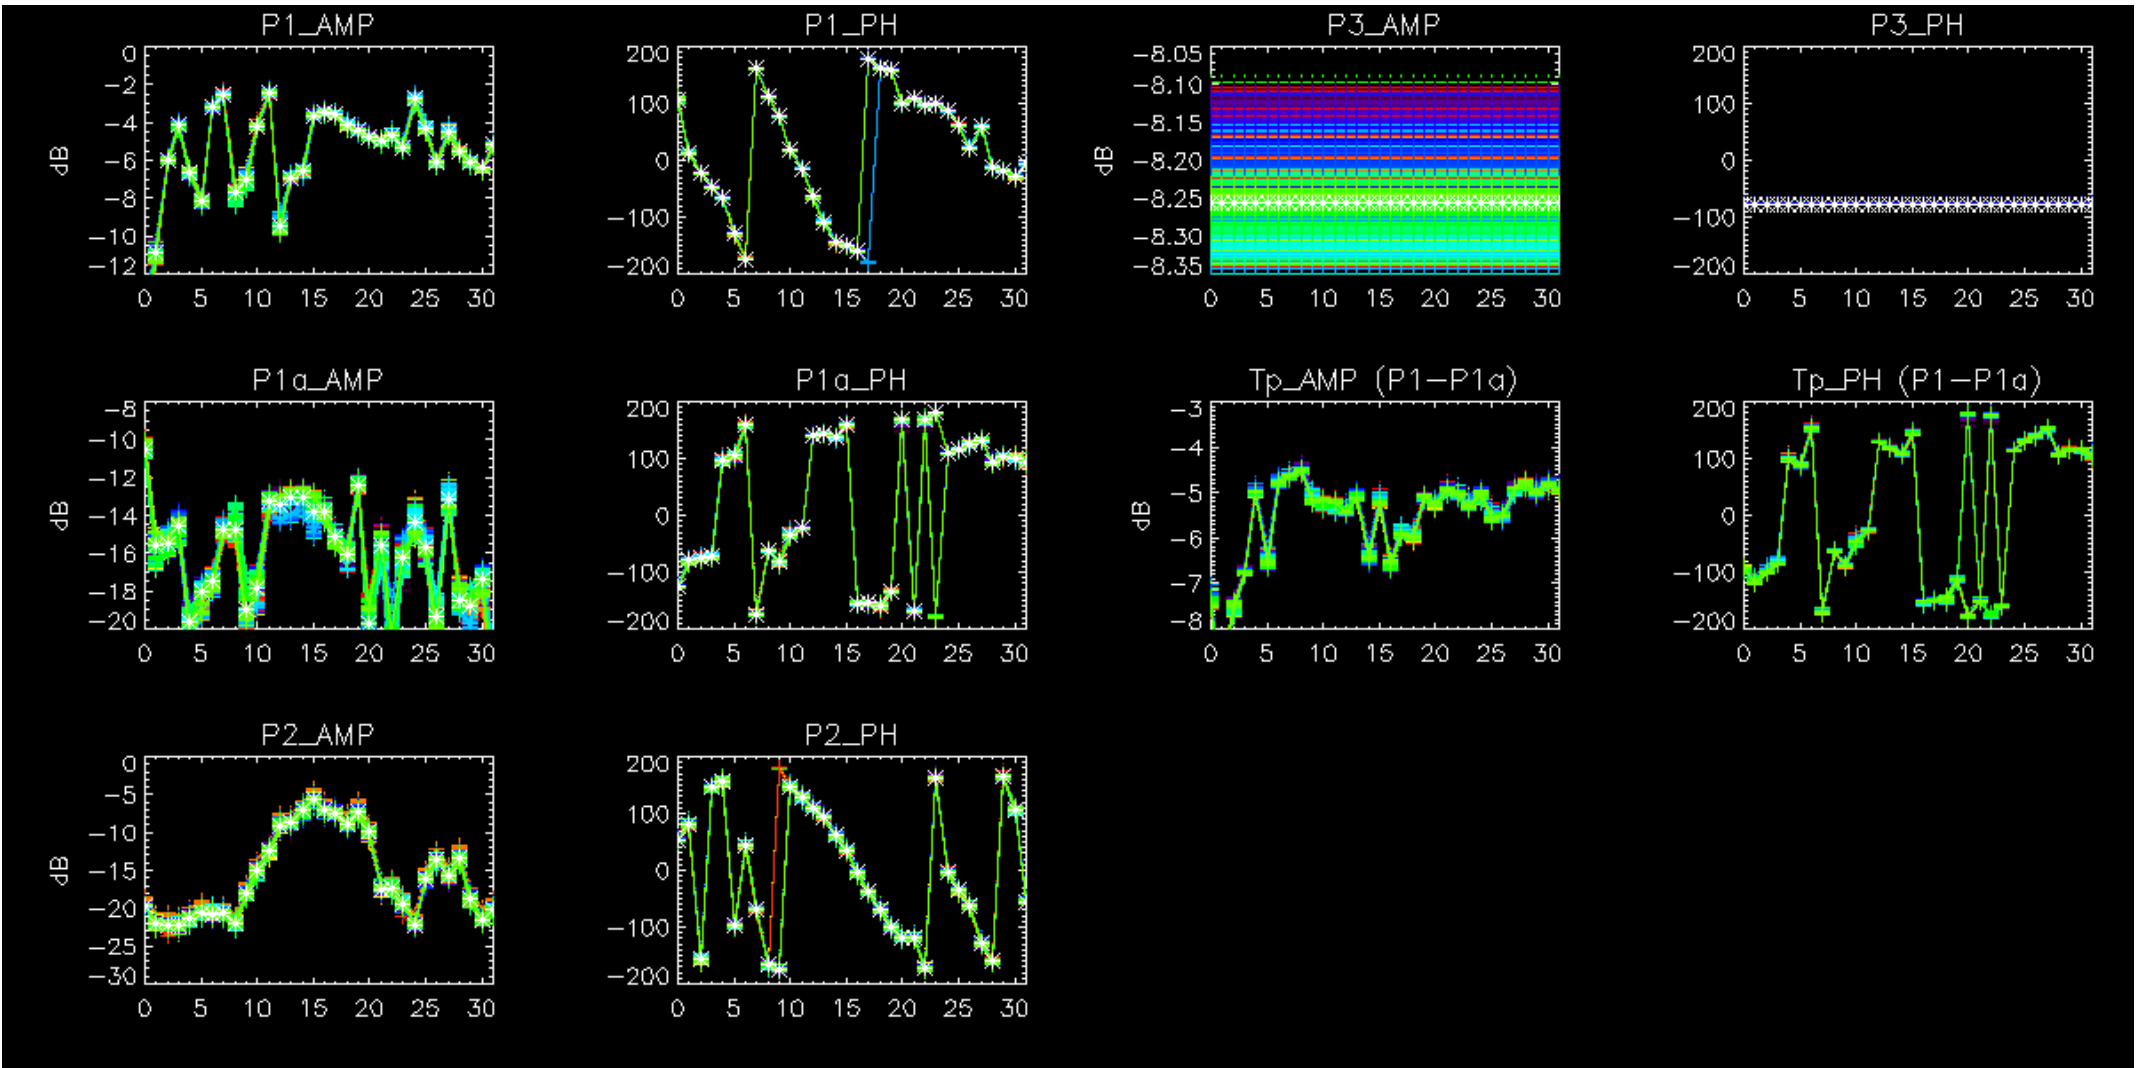 P1_AMP P1_PH P3_AMP P3_PH
0 200 -8.05 200
-2 100 -8.10 100
-4 0 -8.15 0
-6 -100 -8.20 -100
-8 -200 -8.25 -200
-10 -8.30
-12 -8.35
dB dB
0 5 10 15 20 25 30 0 5 10 15 20 25 30 0 5 10 15 20 25 30 0 5 10 15 20 25 30
P1a_AMP P1a_PH Tp_AMP (P1-P1a) Tp_PH (P1-P1a)
-8 200 -3 200
-10 100 -4 100
-12 0 -5 0
-14 -100 -6 -100
-16 -200 -7 -200
-18 -8
-20
dB dB
0 5 10 15 20 25 30 0 5 10 15 20 25 30 0 5 10 15 20 25 30 0 5 10 15 20 25 30
P2_AMP P2_PH
0 200
-5 100
-10 0
-15 -100
-20 -200
-25
-30
dB
0 5 10 15 20 25 30 0 5 10 15 20 25 30